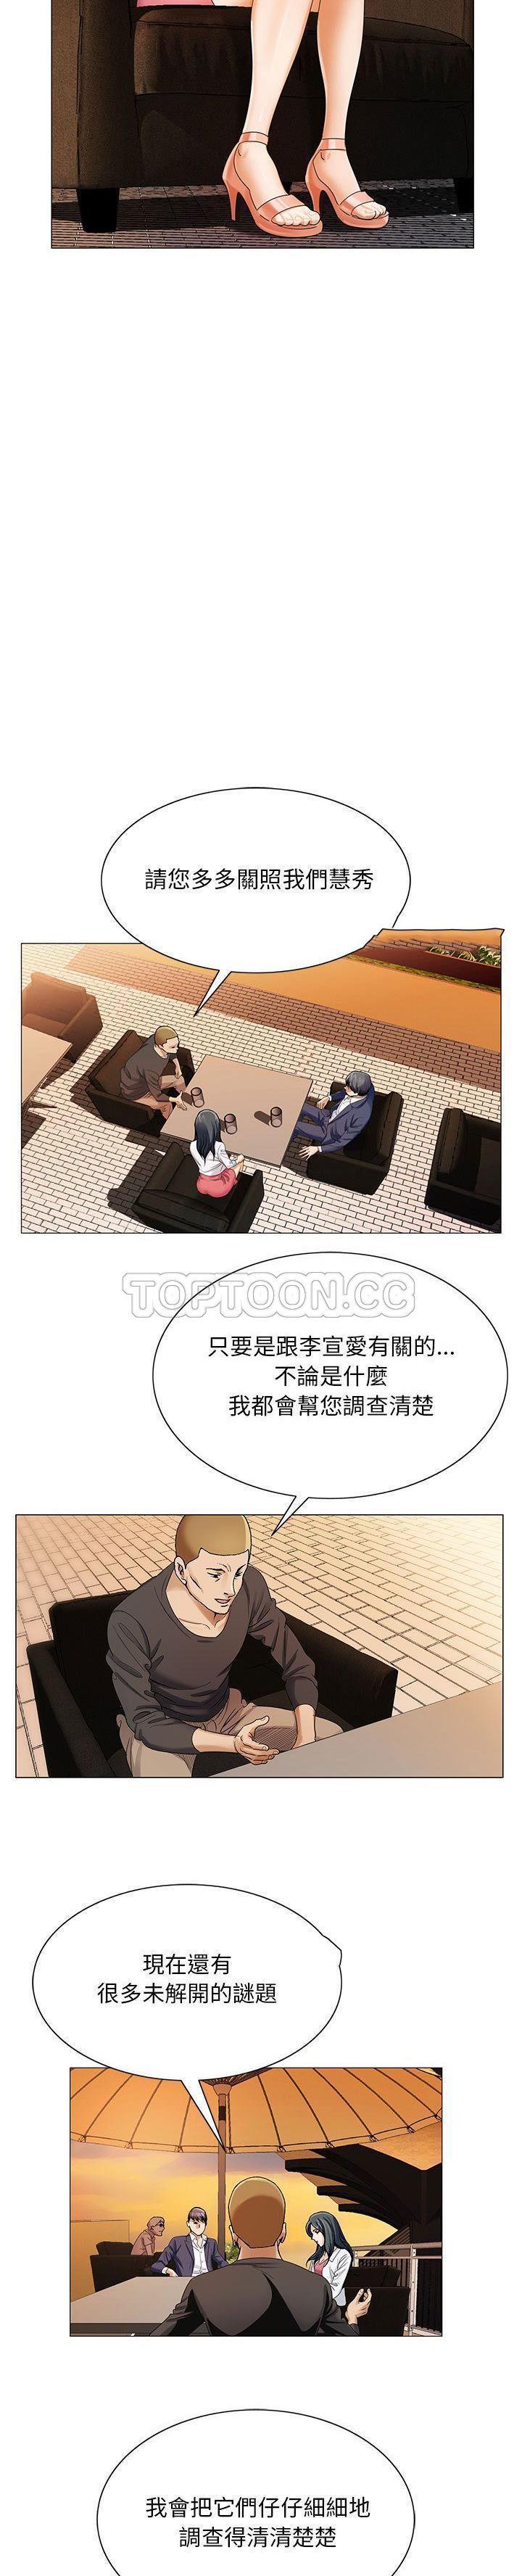 請您多多關照我們慧秀
TOPTOON.CC
只要是跟李宣愛有關的...
不論是什麼
我都會幫您調查清楚
現在還有
很多未解開的謎題
我會把它們仔仔細細地
調查得清清楚楚